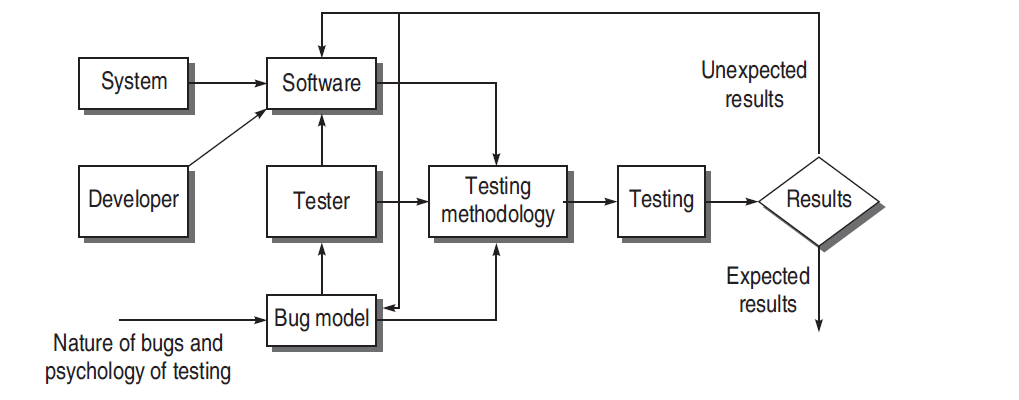 System
Software
Unexpected
results
Developer
Tester
Testing
methodology
Testing
Results
Expected
results
Bug model
Nature of bugs and
psychology of testing